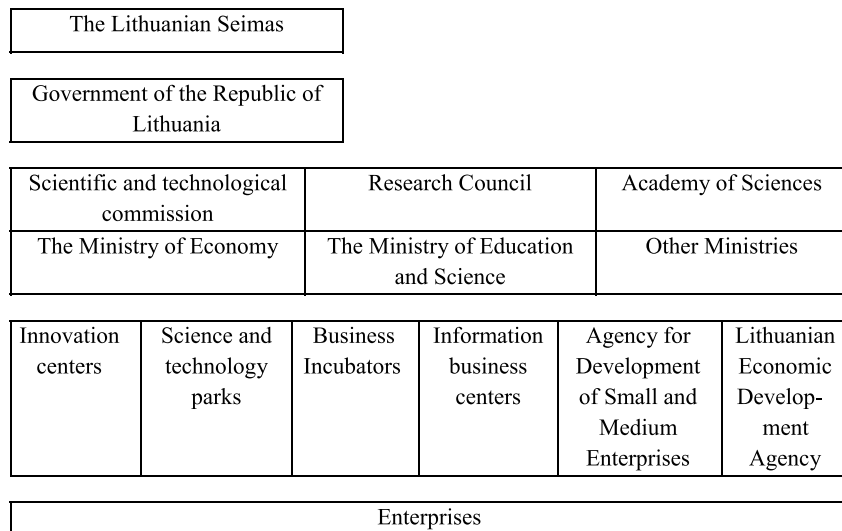 The Lithuanian Seimas
Government of the Republic of
Lithuania
Scientific and technological
commission
Research Council
Academy of Sciences
The Ministry of Economy
The Ministry of Education
and Science
Other Ministries
Innovation
centers
Science and
technology
parks
Business
Incubators
Information
business
centers
Agency for
Development
of Small and
Medium
Enterprises
Lithuanian
Economic
Develop-
ment
Agency
Enterprises